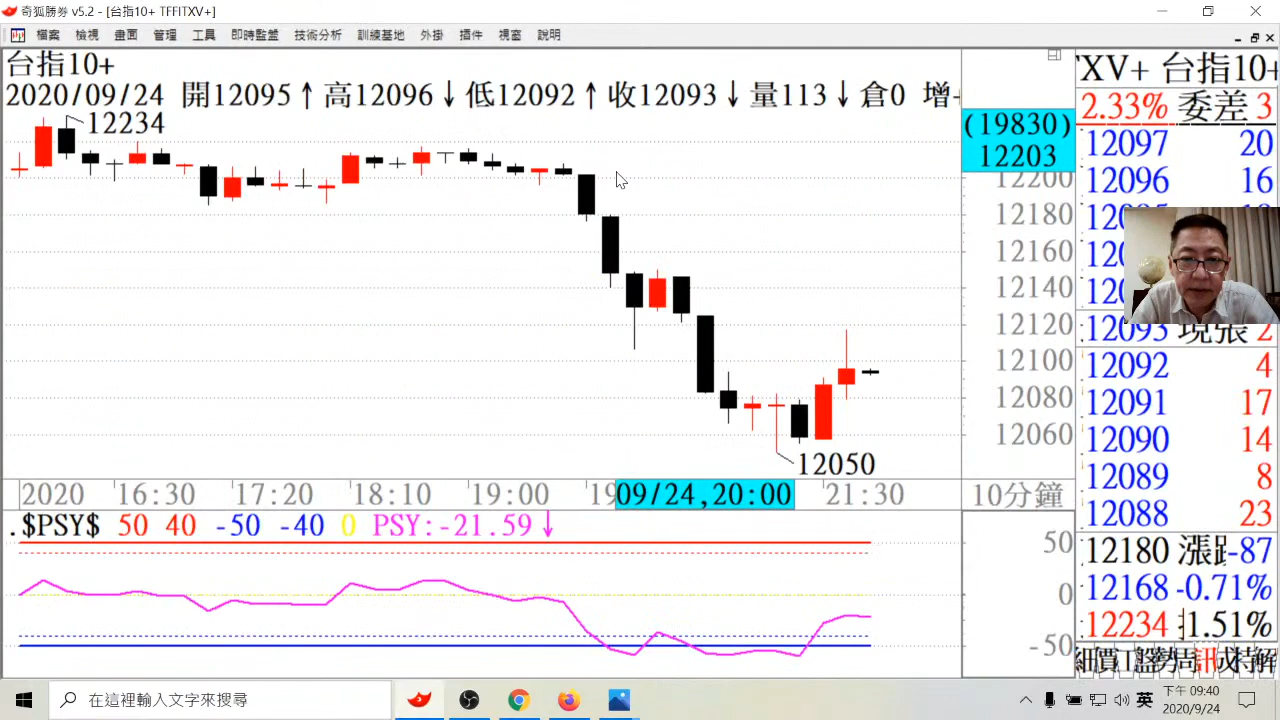 奇狐勝券 v5.2 - [台指10+ TFFITXV+]
檔案 檢視 畫面 管理 工具 即時監盤 技術分析 訓練基地 外掛 插件 視窗 說明
台指10+
2020/09/24 開12095↑高12096↓低12092↑收12093↓量113↓倉0 增
12234
(19830)
12203
12200
12180
12160
12140
12120
12100
12080
12060
12050
2020 16:30 17:20 18:10 19:00 19 09/24,20:00 21:30 10分鐘
.$PSY$ 50 40 -50 -40 0 PSY:-21.59↓
50
0
-50
XV+ 台指10+
2.33% 委差 3
12097 20
12096 16
12093 現張 2
12092 4
12091 17
12090 14
12089 8
12088 23
12180 漲跌 -87
12168 -0.71%
12234 1.51%
在這裡輸入文字來搜尋
英
下午 09:40
2020/9/24